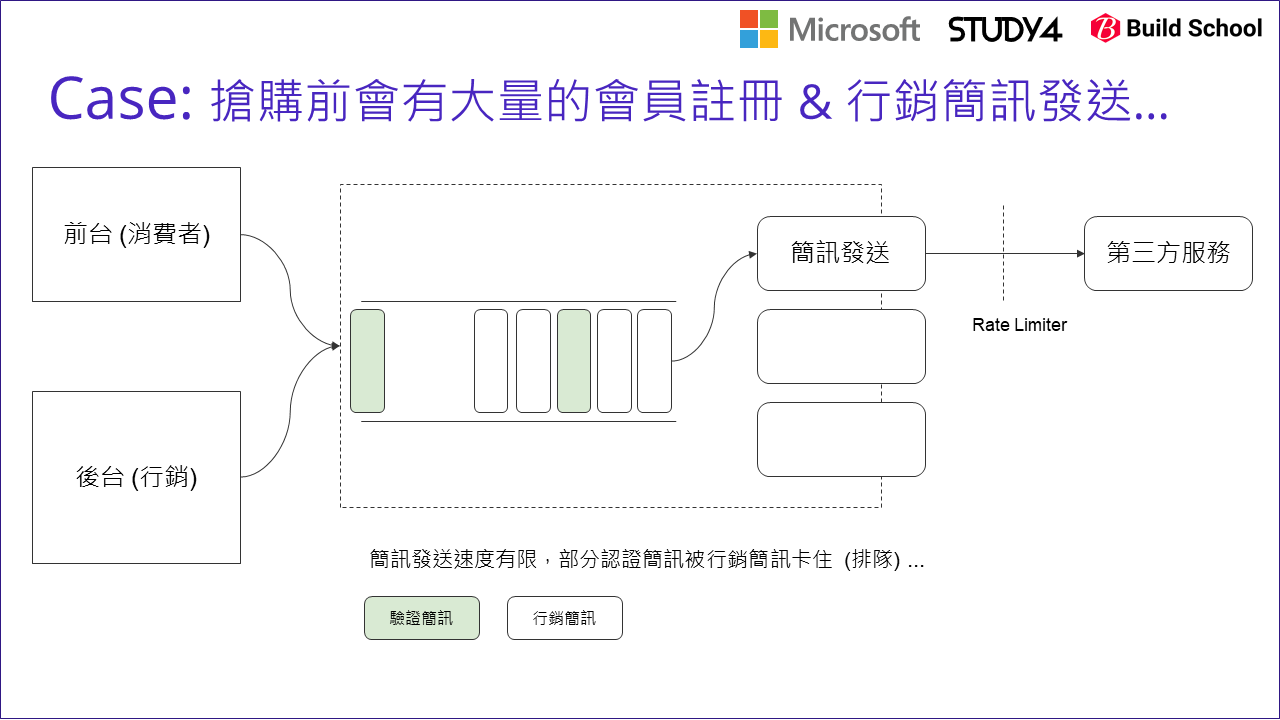 Microsoft STUDY4 Build School
Case: 搶購前會有大量的會員註冊 & 行銷簡訊發送...
前台 (消費者)
簡訊發送
第三方服務
Rate Limiter
後台 (行銷)
簡訊發送速度有限，部分認證簡訊被行銷簡訊卡住 (排隊) ...
驗證簡訊
行銷簡訊